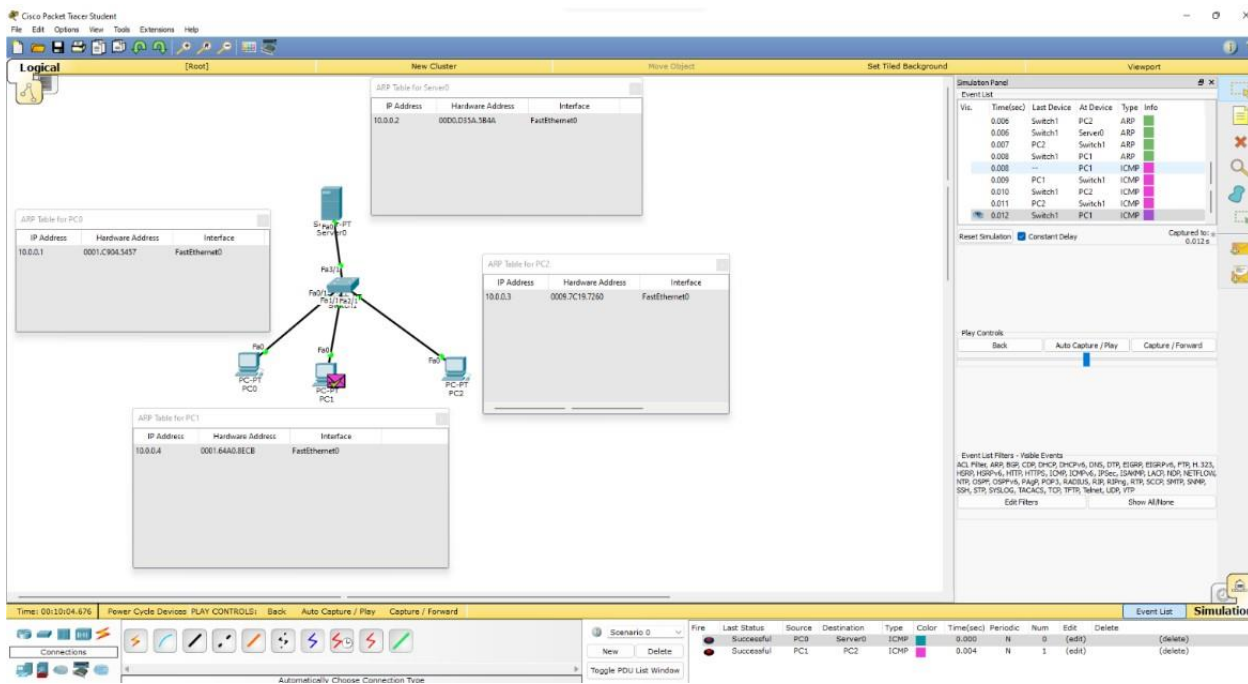 Cisco Packet Tracer Student
File Edit Options View Tools Extensions Help
Logical [Root] New Cluster Move Object Set Tiled Background Viewport
ARP Table for Server0
IP Address Hardware Address Interface
10.0.0.2 00D0.D35A.5B4A FastEthernet0
ARP Table for PC0
IP Address Hardware Address Interface
10.0.0.1 0001.C904.5457 FastEthernet0
Server0
Fa3/1
Fa0/1
Fa1/1
ARP Table for PC2
IP Address Hardware Address Interface
10.0.0.3 0009.7C19.7260 FastEthernet0
Fa0 Fa0 Fa0
PC-PT
PC0
PC-PT
PC1
PC-PT
PC2
ARP Table for PC1
IP Address Hardware Address Interface
10.0.0.4 0001.64A0.8ECB FastEthernet0
Simulation Panel
Event List
Vis. Time(sec) Last Device At Device Type Info
0.006 Switch1 PC2 ARP
0.006 Switch1 Server0 ARP
0.007 PC2 Switch1 ARP
0.008 Switch1 PC1 ARP
0.008 -- PC1 ICMP
0.009 PC1 Switch1 ICMP
0.010 Switch1 PC2 ICMP
0.011 PC2 Switch1 ICMP
0.012 Switch1 PC1 ICMP
Reset Simulation Constant Delay Captured to:
0.012 s
Play Controls
Back Auto Capture / Play Capture / Forward
Event List Filters - Visible Events
ACL Filter, ARP, BGP, CDP, DHCP, DHCPv6, DNS, DTP, EIGRP, EIGRPv6, FTP, H.323,
HSRP, HSRPv6, HTTP, HTTPS, ICMP, ICMPv6, IPSec, ISAKMP, LACP, NDP, NETFLOW,
NTP, OSPF, OSPFv6, PAgP, POP3, RADIUS, RIP, RIPng, RTP, SCCP, SMTP, SNMP,
SSH, STP, SYSLOG, TACACS, TCP, TFTP, Telnet, UDP, VTP
Edit Filters Show All/None
Time: 00:10:04.676 Power Cycle Devices PLAY CONTROLS: Back Auto Capture / Play Capture / Forward Event List Simulation
Connections
Automatically Choose Connection Type
Scenario 0
New Delete
Toggle PDU List Window
Fire Last Status Source Destination Type Color Time(sec) Periodic Num Edit Delete
Successful PC0 Server0 ICMP 0.000 N 0 (edit) (delete)
Successful PC1 PC2 ICMP 0.004 N 1 (edit) (delete)